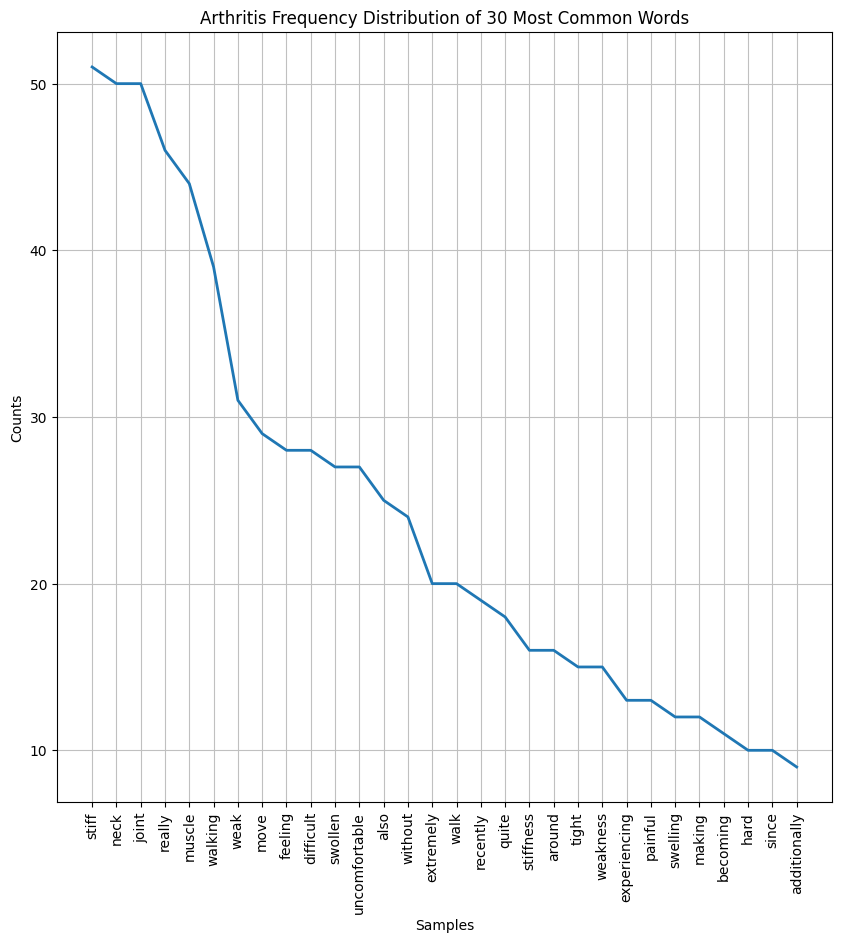 Arthritis Frequency Distribution of 30 Most Common Words
50
40
30
20
10
Counts
stiff
neck
joint
really
muscle
walking
weak
move
feeling
difficult
swollen
uncomfortable
also
without
extremely
walk
recently
quite
stiffness
around
tight
weakness
experiencing
painful
swelling
making
becoming
hard
since
additionally
Samples